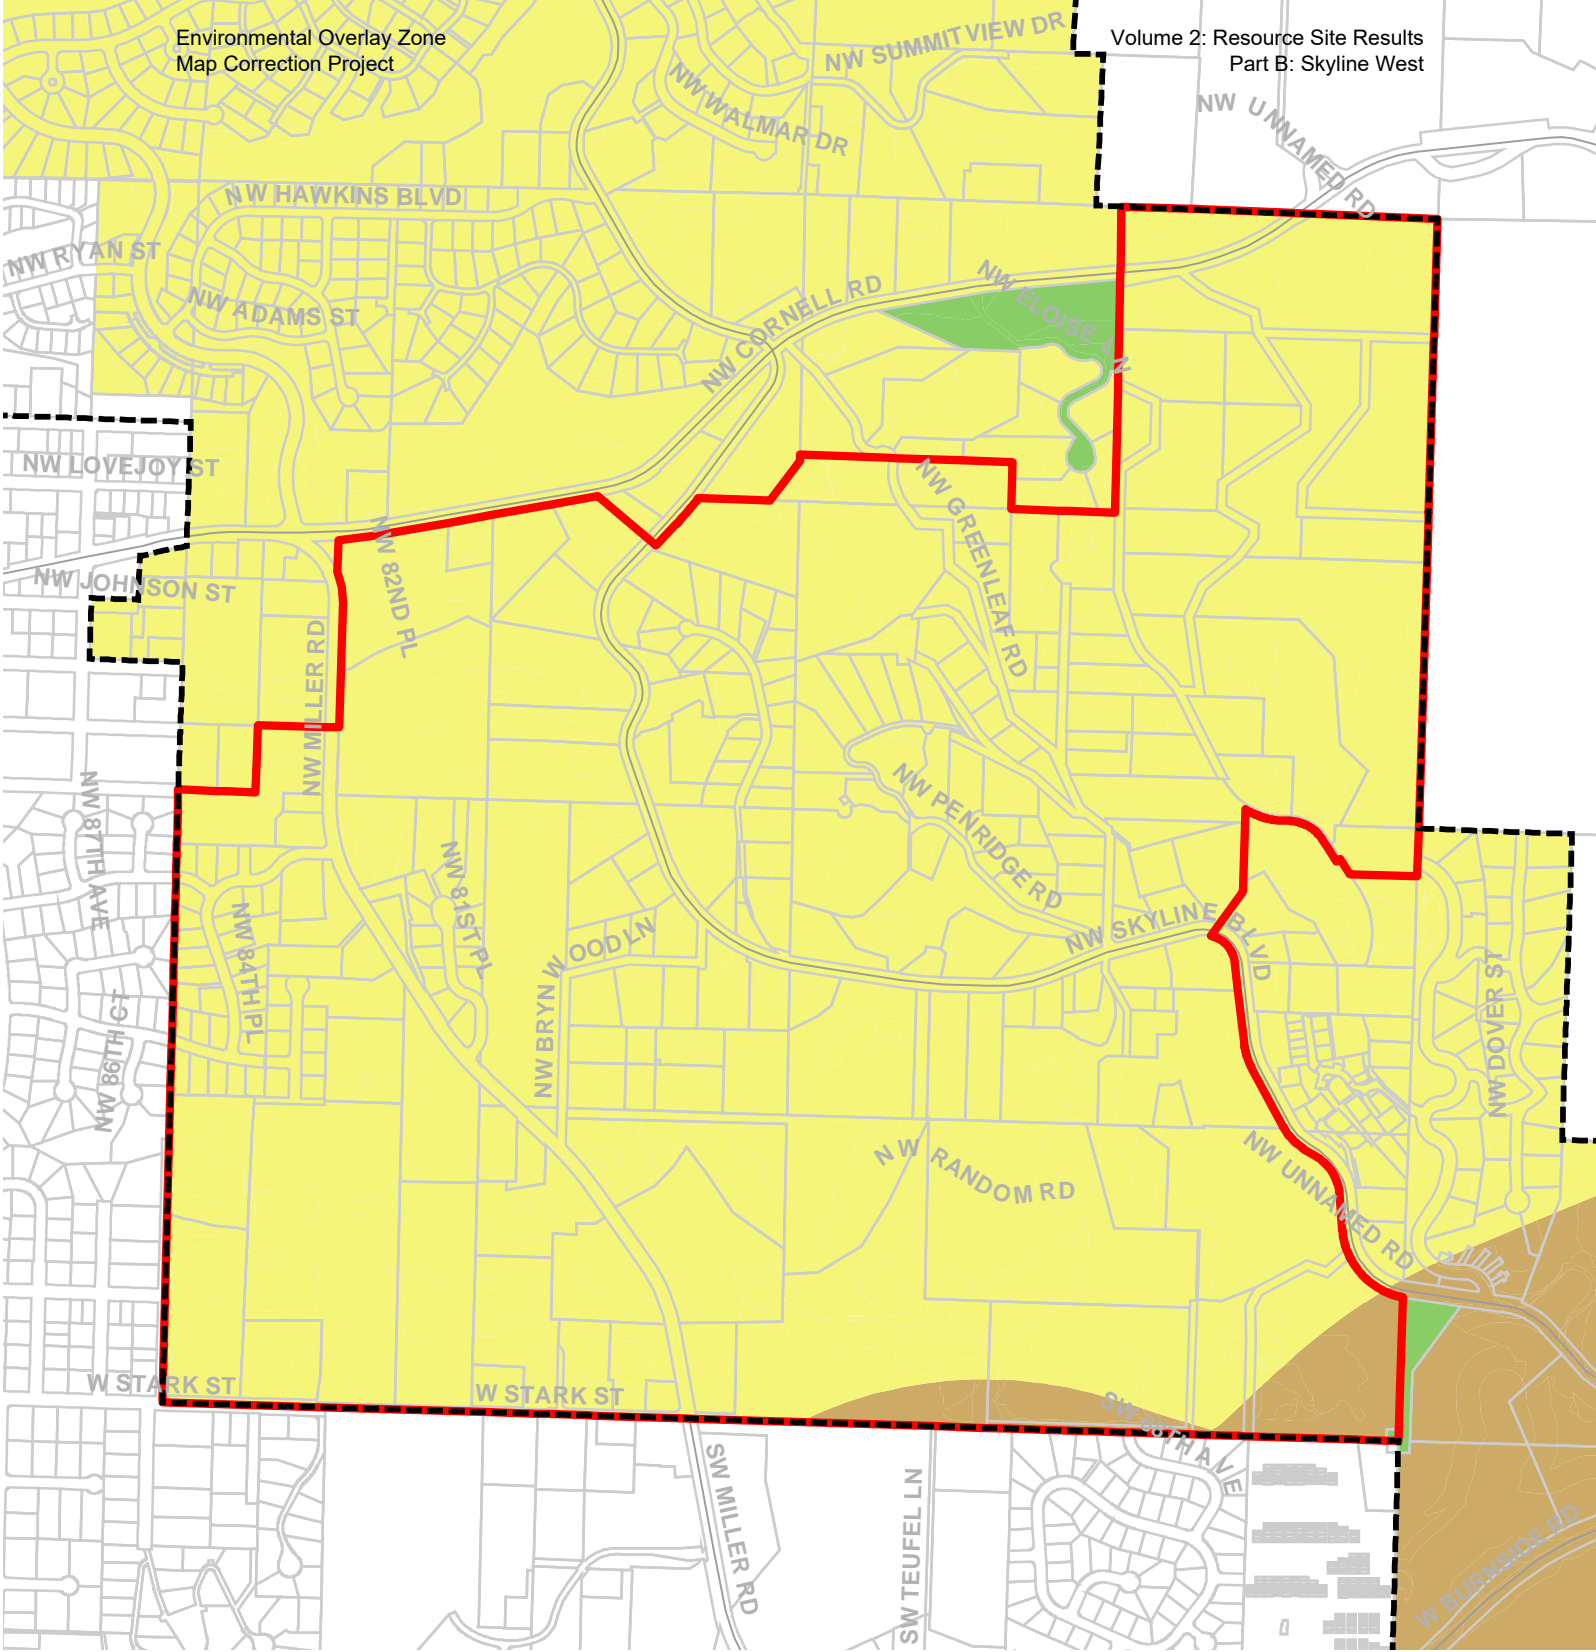 Environmental Overlay Zone
Map Correction Project
Volume 2: Resource Site Results
Part B: Skyline West
NW SUMMIT VIEW DR
NW WALMAR DR
NW UNNAMED RD
NW HAWKINS BLVD
NW RYAN ST
NW ADAMS ST
NW CORNELL RD
NW ELOISE LN
NW LOVEJOY ST
NW GREENLEAF RD
NW 82ND PL
NW JOHNSON ST
NW MILLER RD
NW PENRIDGE RD
NW 87TH AVE
NW 81ST PL
NW 84TH PL
NW BRYN WOOD LN
NW SKYLINE BLVD
NW DOVER ST
NW 86TH CT
NW RANDOM RD
NW UNNAMED RD
W STARK ST
W STARK ST
SW 68TH AVE
SW MILLER RD
SW TEUFEL LN
W BURNSIDE RD